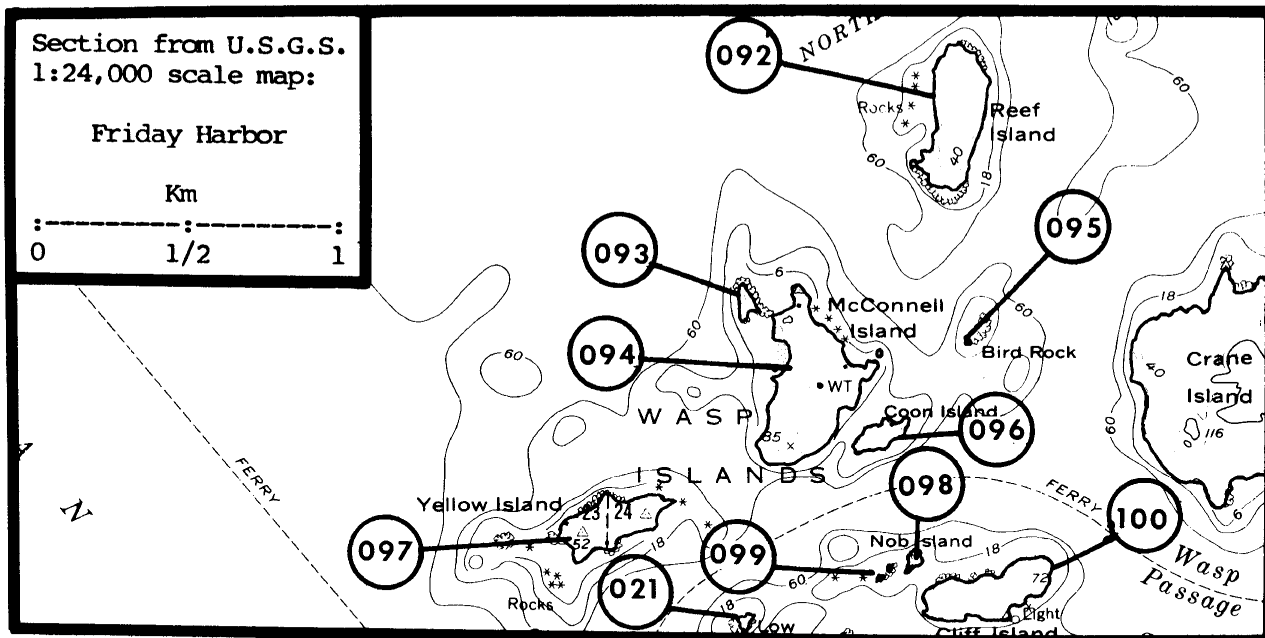 Section from U.S.G.S.
1:24,000 scale map:
Friday Harbor
Km
0 1/2 1
092
NORTH
60
Rocks
Reef
Island
40
60
18
095
093
6
McConnell
Island
18
60
60
Bird Rock
60
094
WT
Crane
Island
40
116
60
WASP
Coon Island
096
85
ISLANDS
098
FERRY
FERRY
6
Yellow Island
23 24
52
100
097
18
099
Nob Island
18
Wasp
Passage
60
021
72
Rocks
18
Low
Light
Cliff Island
N